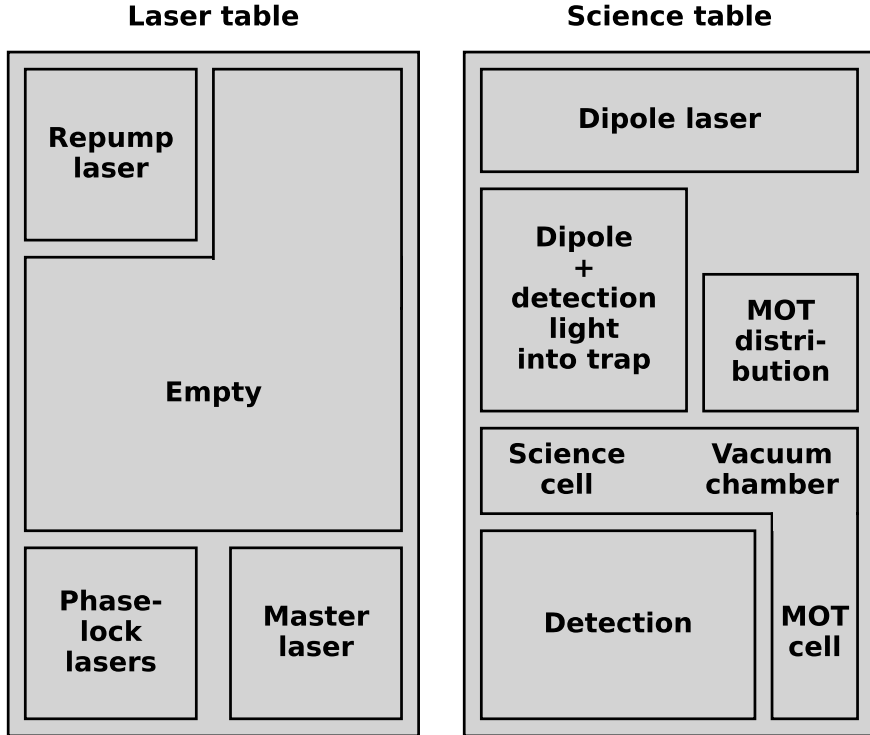 Laser table
Repump
laser
Empty
Phase-
lock
lasers
Master
laser
Science table
Dipole laser
Dipole
+
detection
light
into trap
MOT
distri-
bution
Science
cell
Vacuum
chamber
Detection
MOT
cell